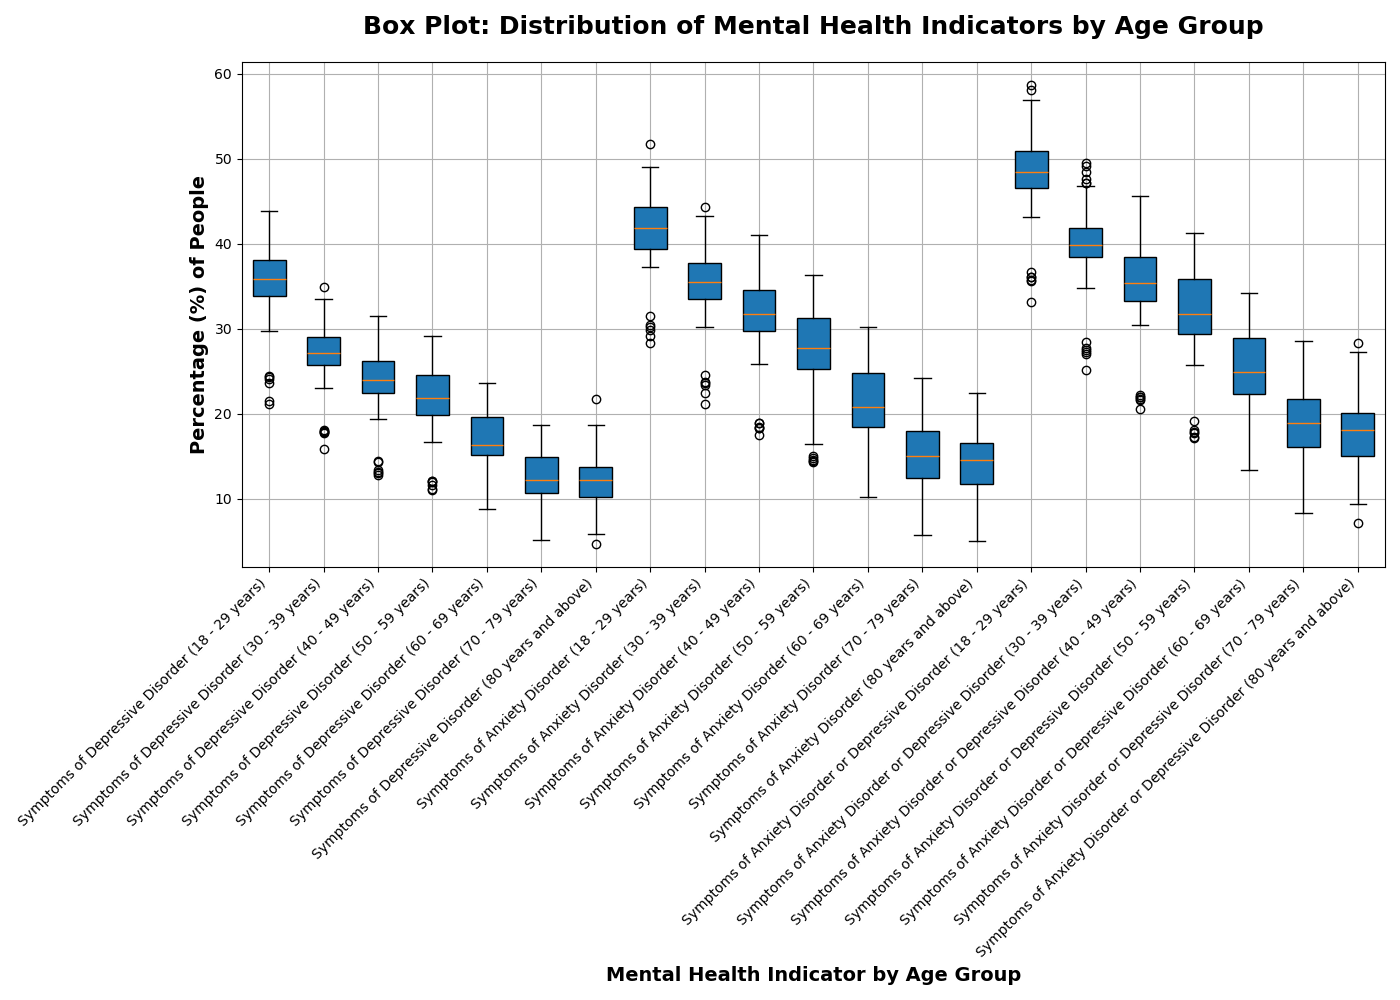 Box Plot: Distribution of Mental Health Indicators by Age Group
Percentage (%) of People
60
50
40
30
20
10
Symptoms of Depressive Disorder (18 - 29 years)
Symptoms of Depressive Disorder (30 - 39 years)
Symptoms of Depressive Disorder (40 - 49 years)
Symptoms of Depressive Disorder (50 - 59 years)
Symptoms of Depressive Disorder (60 - 69 years)
Symptoms of Depressive Disorder (70 - 79 years)
Symptoms of Depressive Disorder (80 years and above)
Symptoms of Anxiety Disorder (18 - 29 years)
Symptoms of Anxiety Disorder (30 - 39 years)
Symptoms of Anxiety Disorder (40 - 49 years)
Symptoms of Anxiety Disorder (50 - 59 years)
Symptoms of Anxiety Disorder (60 - 69 years)
Symptoms of Anxiety Disorder (70 - 79 years)
Symptoms of Anxiety Disorder (80 years and above)
Symptoms of Anxiety Disorder or Depressive Disorder (18 - 29 years)
Symptoms of Anxiety Disorder or Depressive Disorder (30 - 39 years)
Symptoms of Anxiety Disorder or Depressive Disorder (40 - 49 years)
Symptoms of Anxiety Disorder or Depressive Disorder (50 - 59 years)
Symptoms of Anxiety Disorder or Depressive Disorder (60 - 69 years)
Symptoms of Anxiety Disorder or Depressive Disorder (70 - 79 years)
Symptoms of Anxiety Disorder or Depressive Disorder (80 years and above)
Mental Health Indicator by Age Group